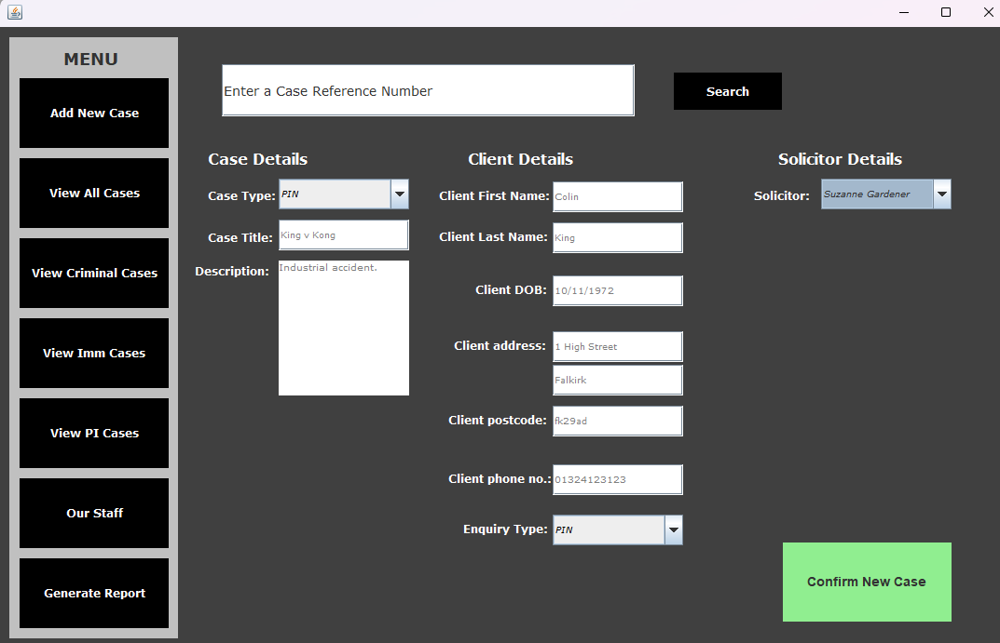 MENU
Add New Case
View All Cases
View Criminal Cases
View Imm Cases
View PI Cases
Our Staff
Generate Report
Enter a Case Reference Number
Search
Case Details
Case Type: PIN
Case Title: King v Kong
Description: Industrial accident.
Client Details
Client First Name: Colin
Client Last Name: King
Client DOB: 10/11/1972
Client address: 1 High Street
Falkirk
Client postcode: fk29ad
Client phone no.: 01324123123
Enquiry Type: PIN
Solicitor Details
Solicitor: Suzanne Gardener
Confirm New Case